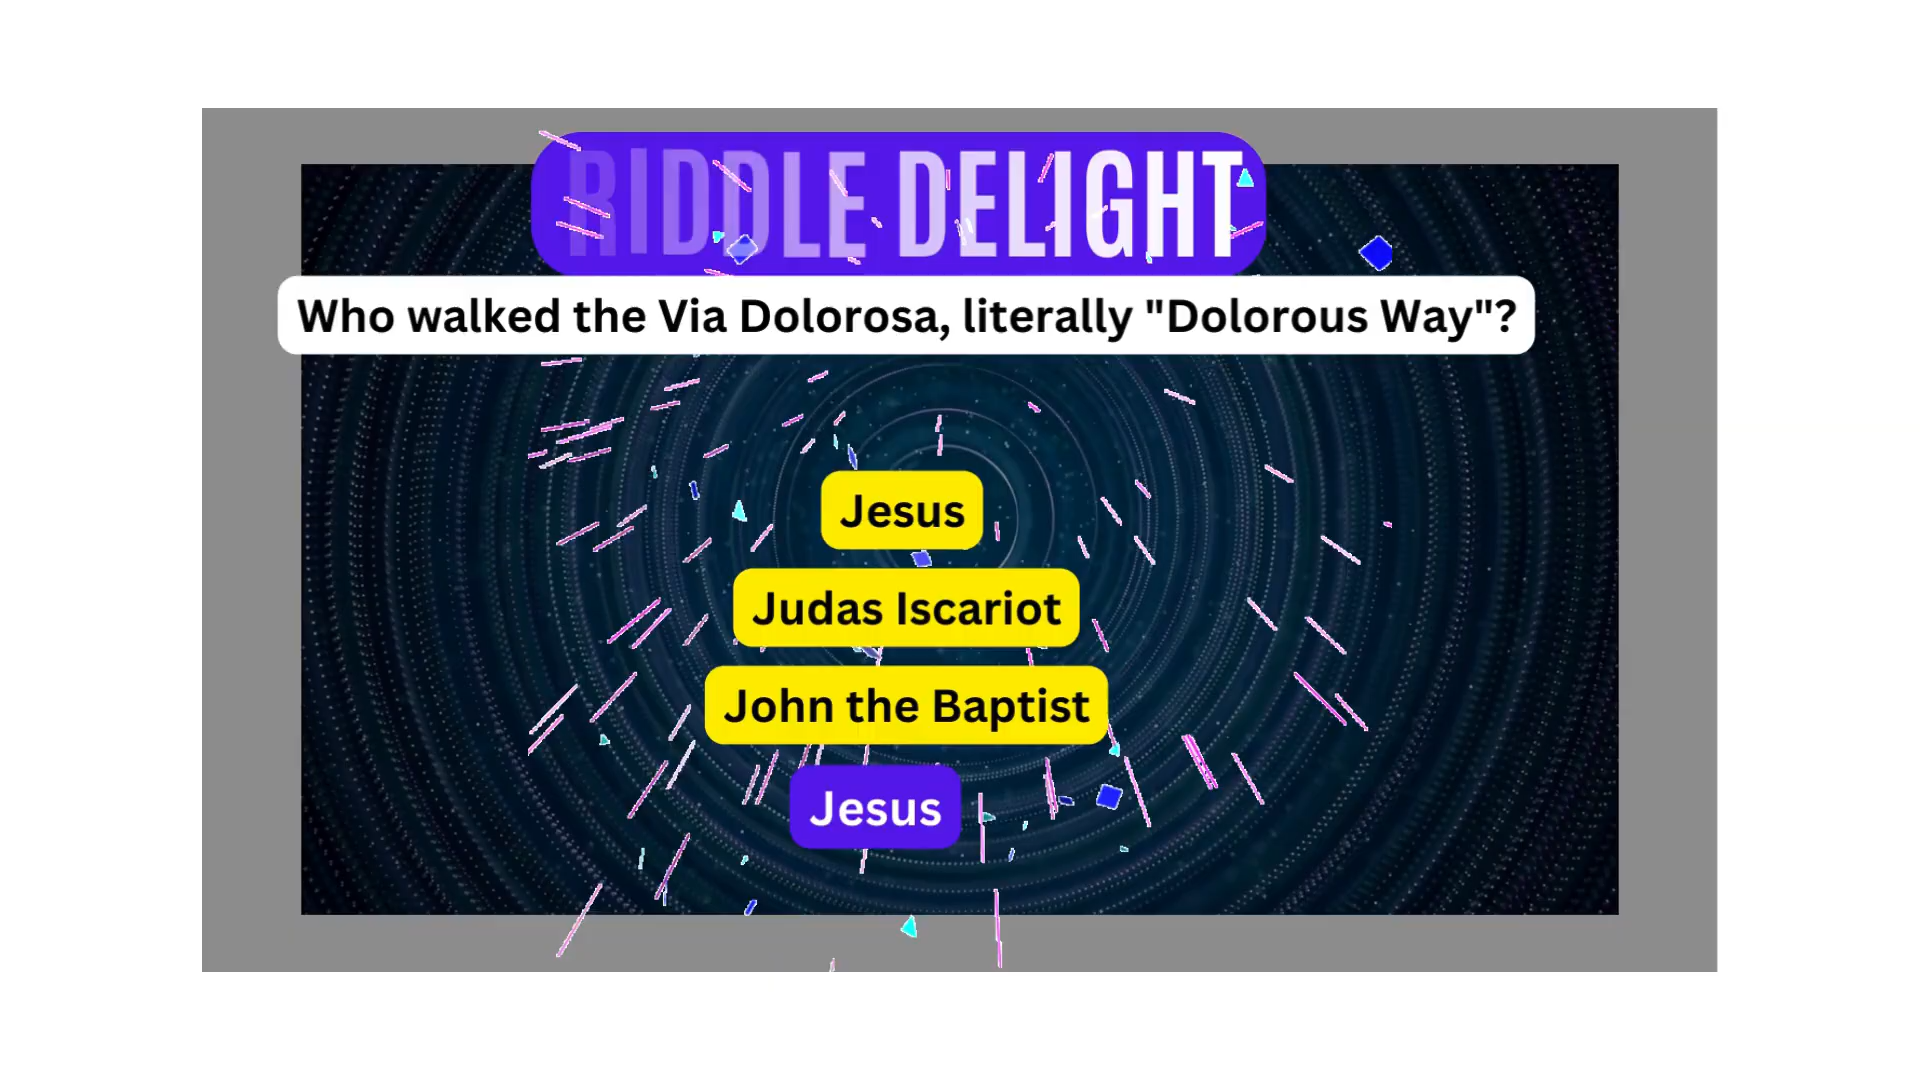 RIDDLE DELIGHT
Who walked the Via Dolorosa, literally "Dolorous Way"?
Jesus
Judas Iscariot
John the Baptist
Jesus